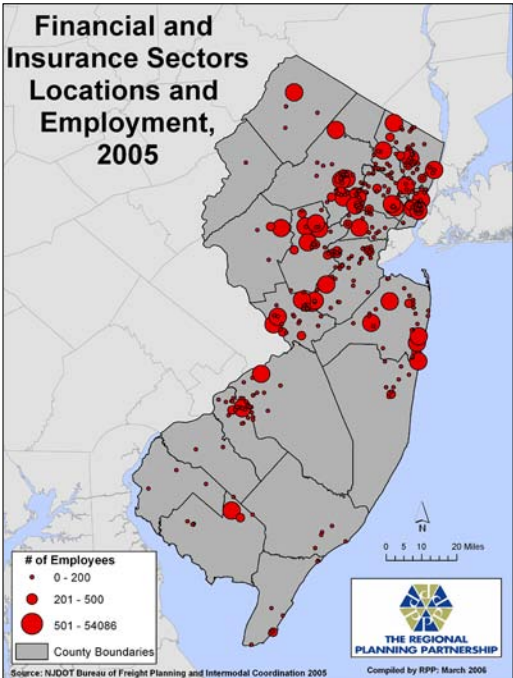 Financial and
Insurance Sectors
Locations and
Employment,
2005
N
0 5 10 20 Miles
# of Employees
0 - 200
201 - 500
501 - 54086
County Boundaries
THE REGIONAL
PLANNING PARTNERSHIP
Source: NJDOT Bureau of Freight Planning and Intermodal Coordination 2005
Compiled by RPP: March 2006